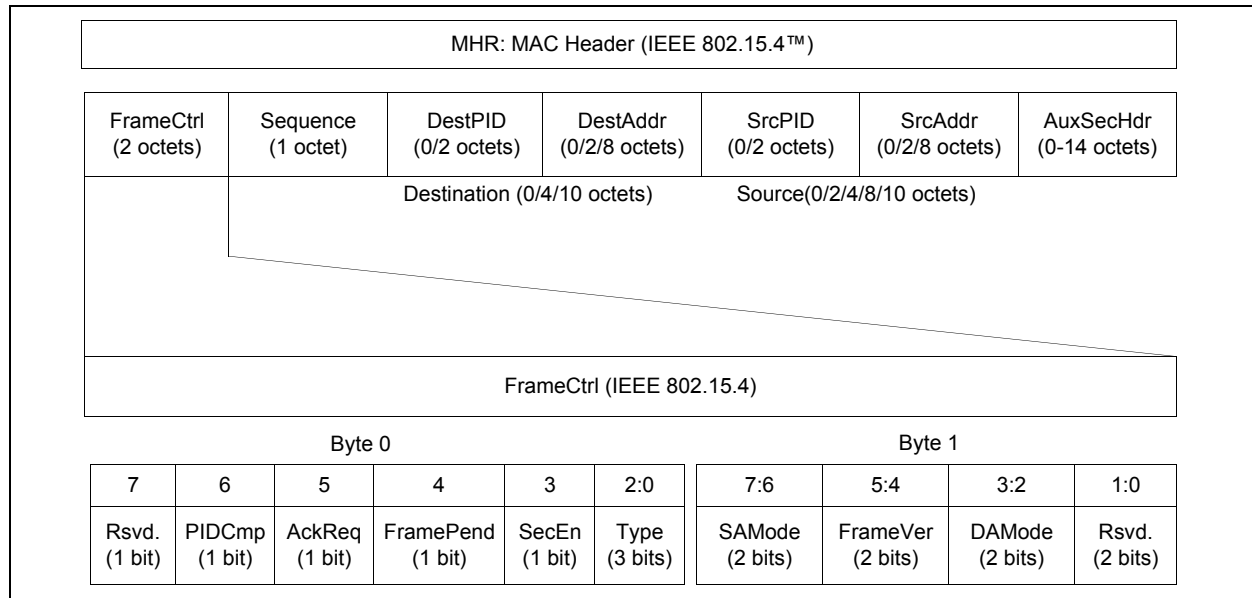 MHR: MAC Header (IEEE 802.15.4™)
FrameCtrl Sequence DestPID DestAddr SrcPID SrcAddr AuxSecHdr
(2 octets) (1 octet) (0/2 octets) (0/2/8 octets) (0/2 octets) (0/2/8 octets) (0-14 octets)
Destination (0/4/10 octets) Source(0/2/4/8/10 octets)
FrameCtrl (IEEE 802.15.4)
Byte 0 Byte 1
7 6 5 4 3 2:0 7:6 5:4 3:2 1:0
Rsvd. PIDCmp AckReq FramePend SecEn Type SAMode FrameVer DAMode Rsvd.
(1 bit) (1 bit) (1 bit) (1 bit) (1 bit) (3 bits) (2 bits) (2 bits) (2 bits) (2 bits)